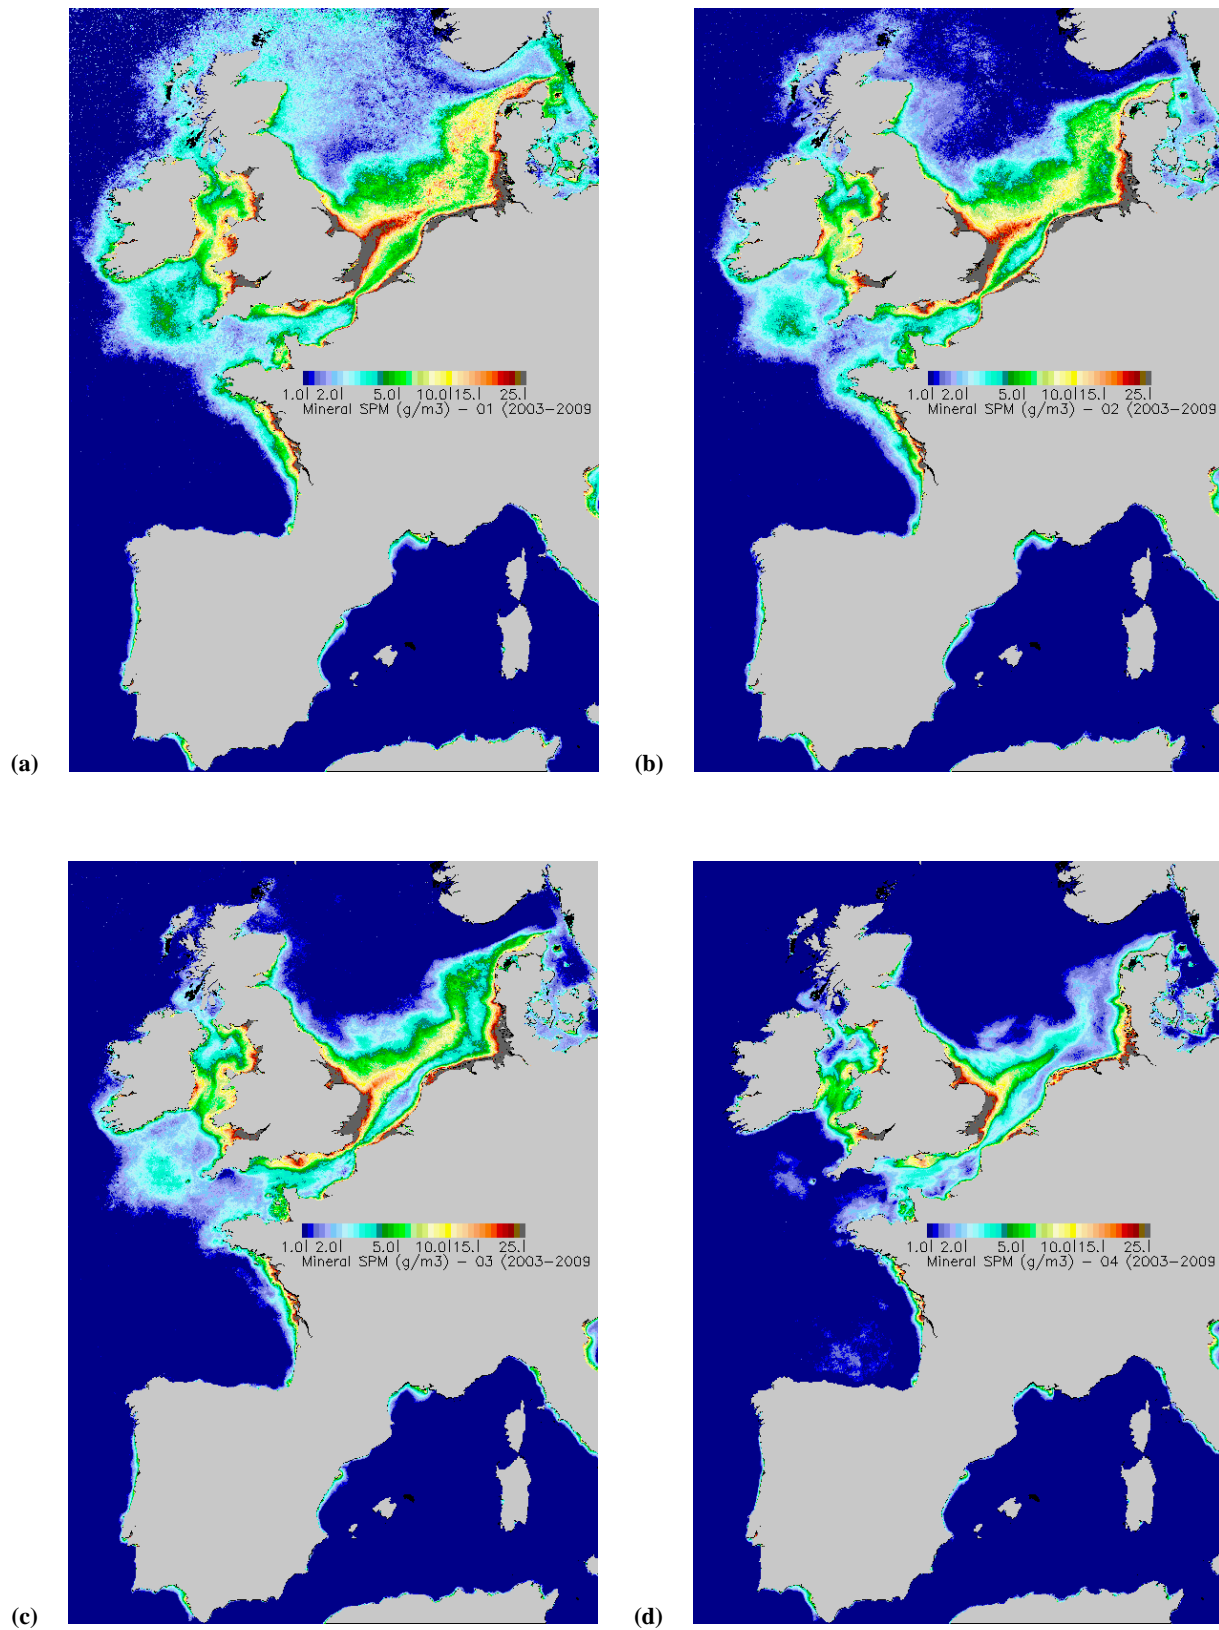 1.0| 2.0| 5.0| 10.0|15.| 25.|
Mineral SPM (g/m3) - 01 (2003-2009
(a)
1.0| 2.0| 5.0| 10.0|15.| 25.|
Mineral SPM (g/m3) - 02 (2003-2009
(b)
1.0| 2.0| 5.0| 10.0|15.| 25.|
Mineral SPM (g/m3) - 03 (2003-2009
(c)
1.0| 2.0| 5.0| 10.0|15.| 25.|
Mineral SPM (g/m3) - 04 (2003-2009
(d)